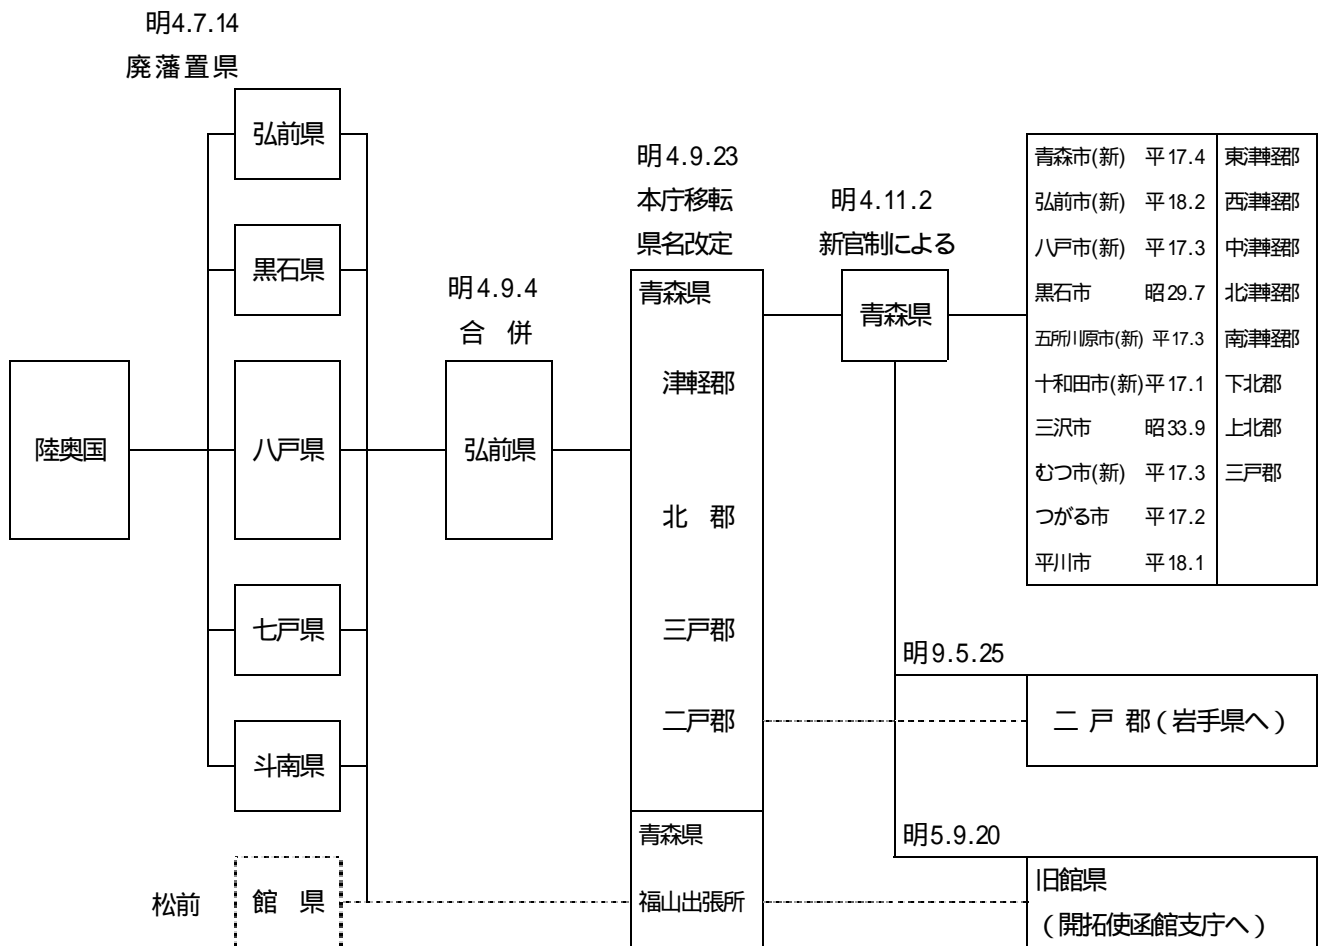 明4.7.14
廃藩置県
陸奥国
弘前県
黒石県
八戸県
七戸県
斗南県
松前
館 県
明4.9.4
合 併
弘前県
明4.9.23
本庁移転
県名改定
青森県
津軽郡
北 郡
三戸郡
二戸郡
青森県
福山出張所
明4.11.2
新官制による
青森県
青森市(新) 平17.4 東津軽郡
弘前市(新) 平18.2 西津軽郡
八戸市(新) 平17.3 中津軽郡
黒石市 昭29.7 北津軽郡
五所川原市(新) 平17.3 南津軽郡
十和田市(新)平17.1 下北郡
三沢市 昭33.9 上北郡
むつ市(新) 平17.3 三戸郡
つがる市 平17.2
平川市 平18.1
明9.5.25
二 戸 郡(岩手県へ)
明5.9.20
旧館県
(開拓使函館支庁へ)